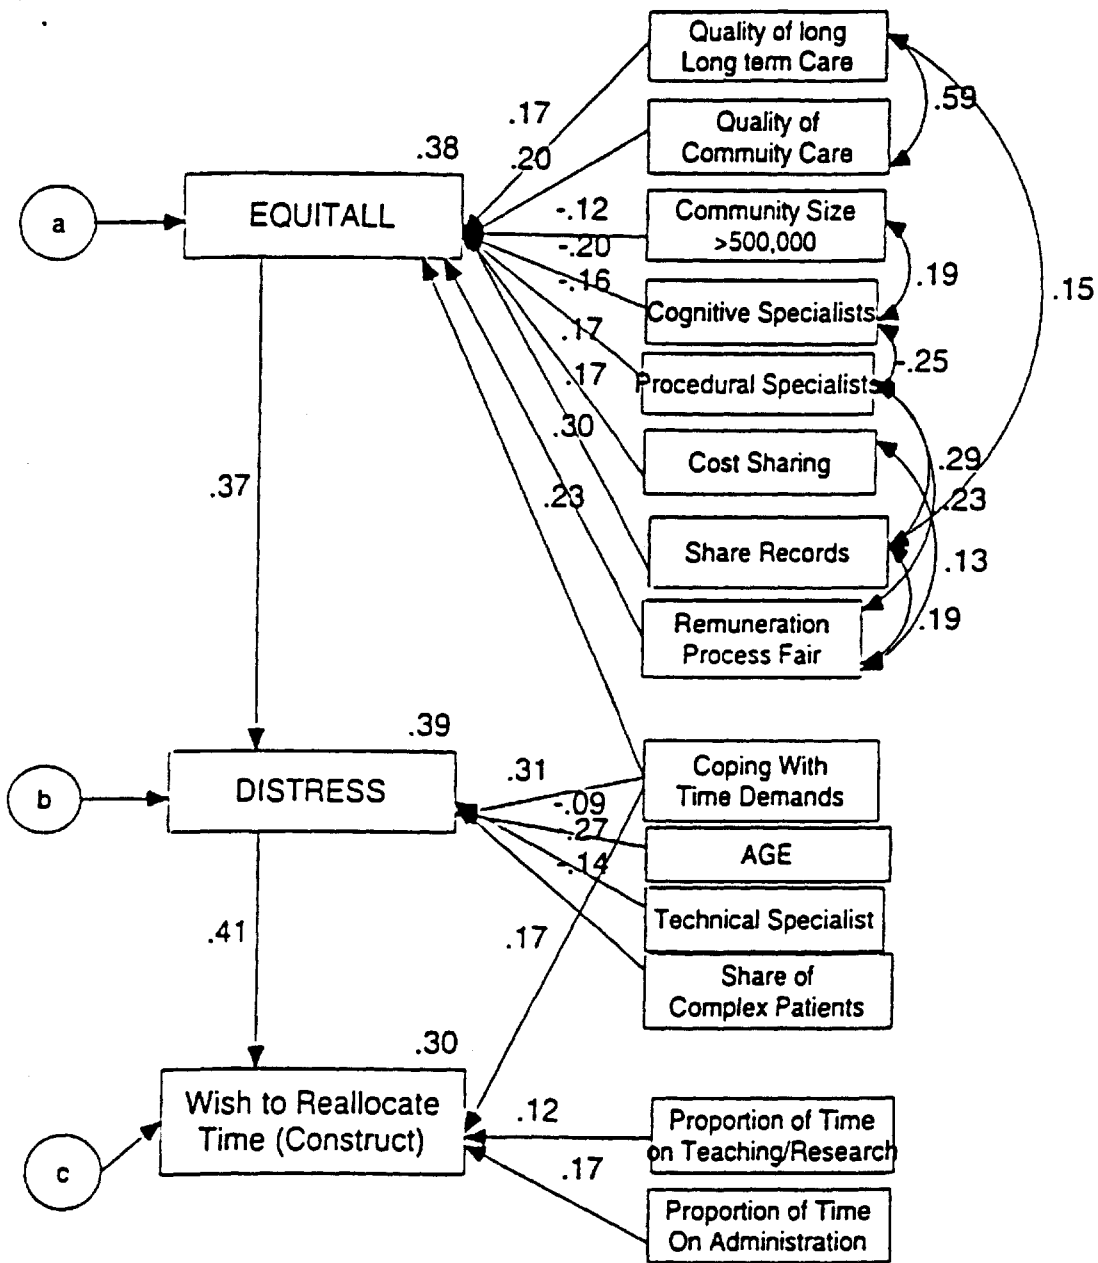 Quality of long
Long term Care
.59
.17
Quality of
Commuity Care
.38
.20
a
EQUITALL
-.12
Community Size
>500,000
-.20
.19
.15
-.16
Cognitive Specialists
.17
-.25
Procedural Specialists
.17
.30
Cost Sharing
.29
.37
.23
.23
Share Records
.13
Remuneration
Process Fair
.19
.39
b
DISTRESS
.31
Coping With
Time Demands
-.09
.27
AGE
-.14
Technical Specialist
.41
.17
Share of
Complex Patients
.30
Wish to Reallocate
Time (Construct)
.12
Proportion of Time
on Teaching/Research
c
.17
Proportion of Time
On Administration